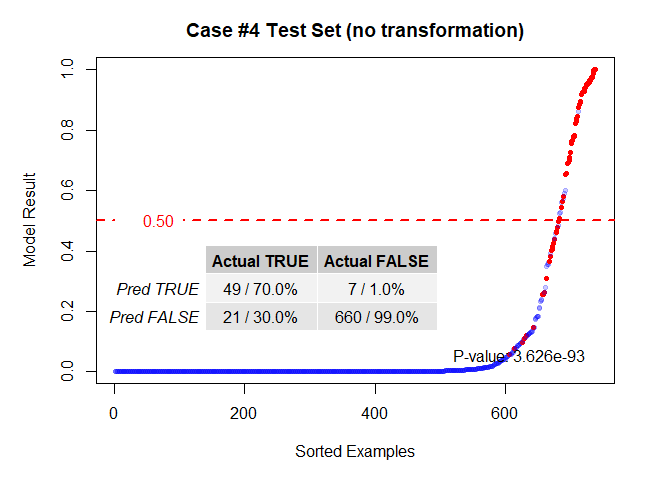 Case #4 Test Set (no transformation)
Model Result
1.0
0.8
0.6
0.4
0.2
0.0
0.50
Actual TRUE Actual FALSE
Pred TRUE 49 / 70.0% 7 / 1.0%
Pred FALSE 21 / 30.0% 660 / 99.0%
P-value: 3.626e-93
0 200 400 600
Sorted Examples